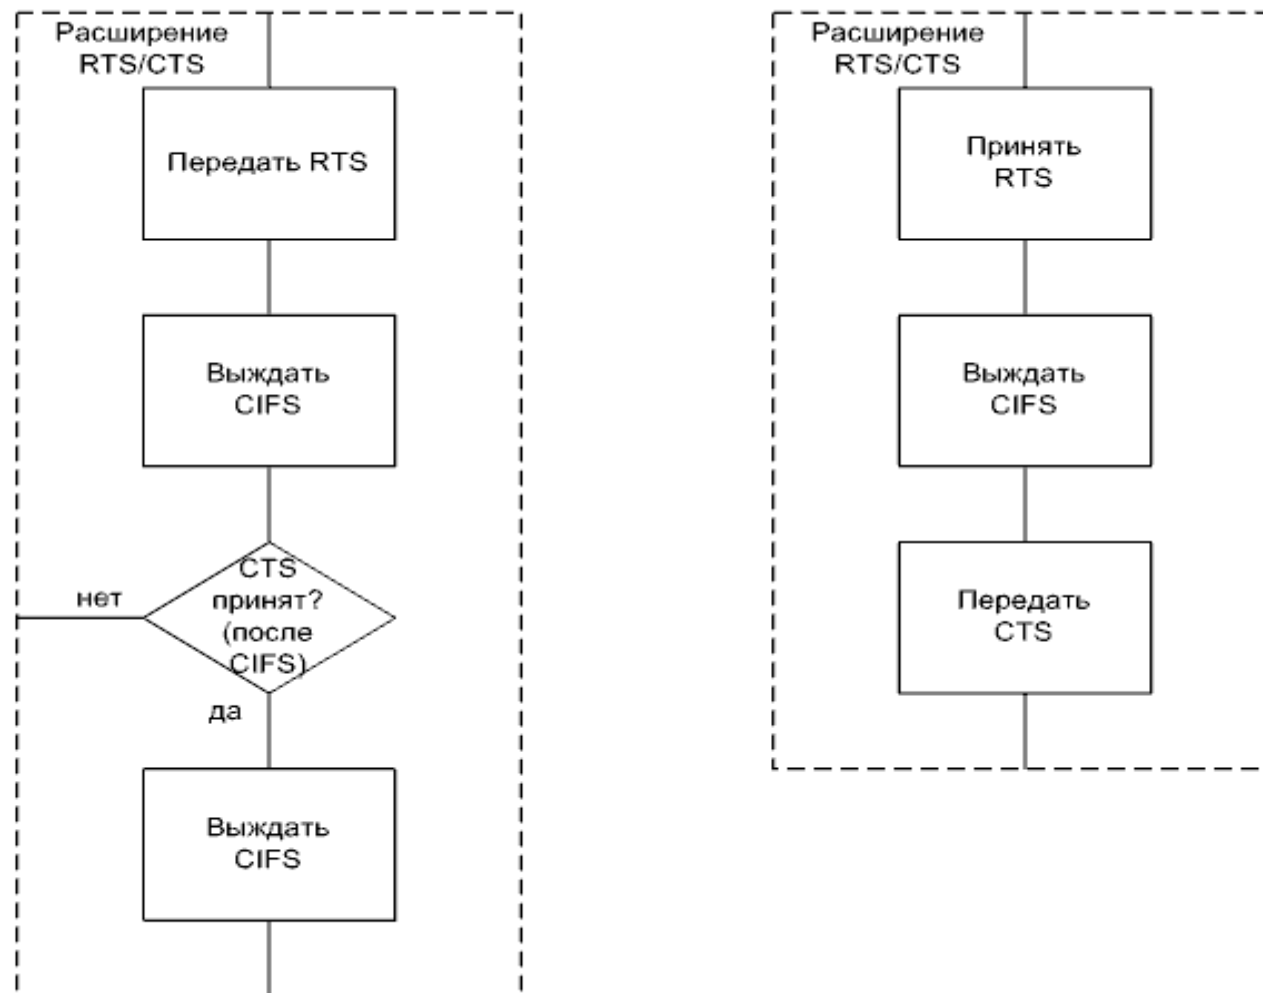 Расширение
RTS/CTS
Передать RTS
Выждать
CIFS
CTS
принят?
(после
CIFS)
нет
да
Выждать
CIFS
Расширение
RTS/CTS
Принять
RTS
Выждать
CIFS
Передать
CTS